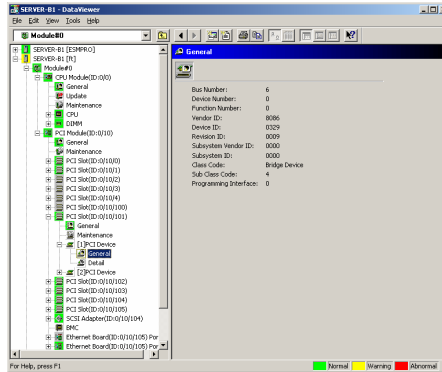 SERVER-B1 - DataViewer
File Edit View Tools Help
Module#0
SERVER-B1 [ESMPRO]
SERVER-B1 [ft]
Module#0
CPU Module(ID:0/0)
General
Update
Maintenance
CPU
DIMM
PCI Module(ID:0/10)
General
Maintenance
PCI Slot(ID:0/10/0)
PCI Slot(ID:0/10/1)
PCI Slot(ID:0/10/2)
PCI Slot(ID:0/10/3)
PCI Slot(ID:0/10/4)
PCI Slot(ID:0/10/100)
PCI Slot(ID:0/10/101)
General
Maintenance
[1]PCI Device
General
Detail
[2]PCI Device
PCI Slot(ID:0/10/102)
PCI Slot(ID:0/10/103)
PCI Slot(ID:0/10/104)
PCI Slot(ID:0/10/105)
SCSI Adapter(ID:0/10/104)
BMC
Ethernet Board(ID:0/10/105) Por
Ethernet Board(ID:0/10/105) Por
General
Bus Number: 6
Device Number: 0
Function Number: 0
Vendor ID: 8086
Device ID: 0329
Revision ID: 0009
Subsystem Vendor ID: 0000
Subsystem ID: 0000
Class Code: Bridge Device
Sub Class Code: 4
Programming Interface: 0
For Help, press F1
Normal Warning Abnormal